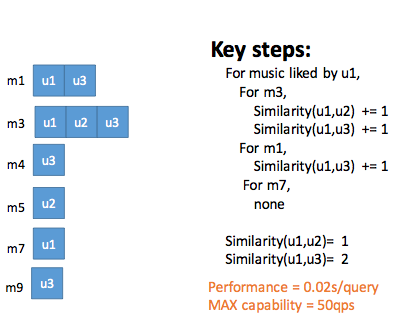 m1 u1 u3
m3 u1 u2 u3
m4 u3
m5 u2
m7 u1
m9 u3
Key steps:
For music liked by u1,
For m3,
Similarity(u1,u2) += 1
Similarity(u1,u3) += 1
For m1,
Similarity(u1,u3) += 1
For m7,
none
Similarity(u1,u2)= 1
Similarity(u1,u3)= 2
Performance = 0.02s/query
MAX capability = 50qps